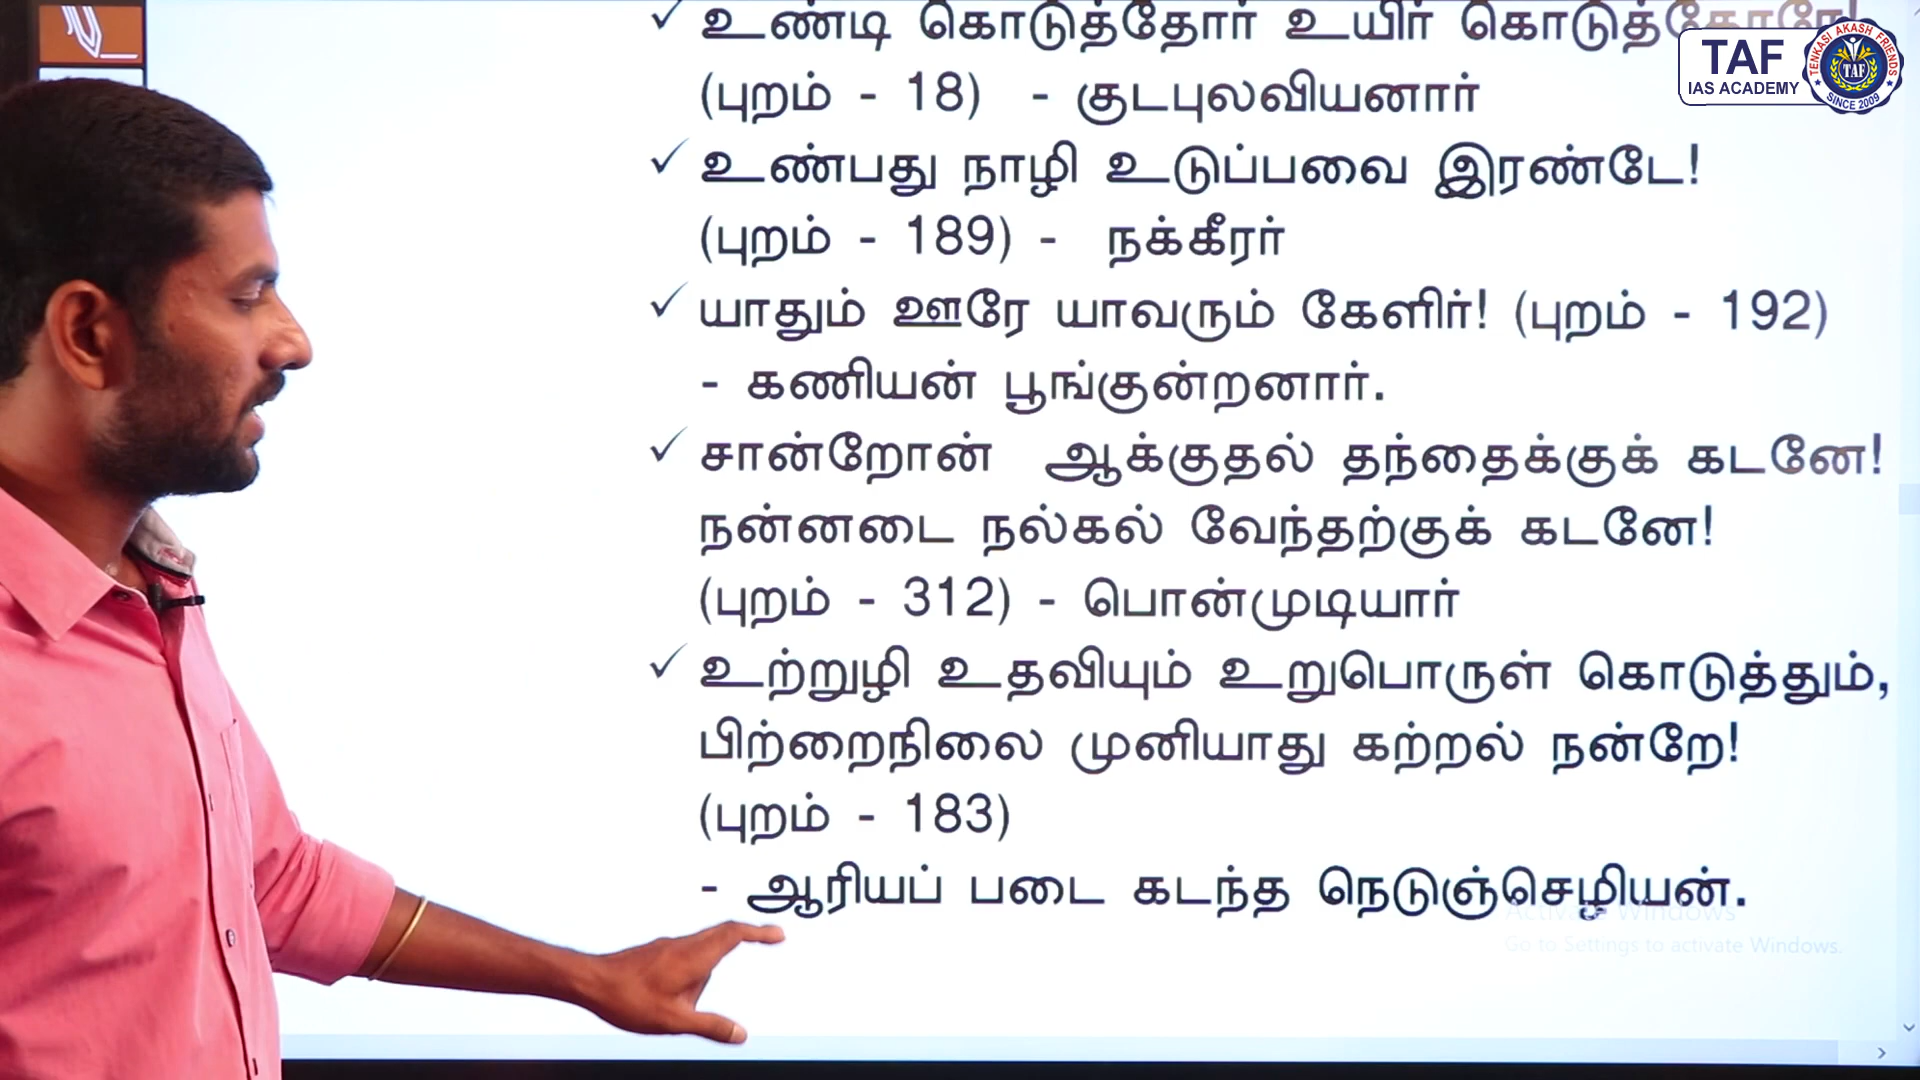 உண்டி கொடுத்தோர் உயிர் கொடுத்தோரே!
(புறம் - 18) - குடபுலவியனார்
உண்பது நாழி உடுப்பவை இரண்டே!
(புறம் - 189) - நக்கீரர்
யாதும் ஊரே யாவரும் கேளிர்! (புறம் - 192)
- கணியன் பூங்குன்றனார்.
சான்றோன் ஆக்குதல் தந்தைக்குக் கடனே!
நன்னடை நல்கல் வேந்தற்குக் கடனே!
(புறம் - 312) - பொன்முடியார்
உற்றுழி உதவியும் உறுபொருள் கொடுத்தும்,
பிற்றைநிலை முனியாது கற்றல் நன்றே!
(புறம் - 183)
- ஆரியப் படை கடந்த நெடுஞ்செழியன்.
Activate Windows
Go to Settings to activate Windows.
TAF
IAS ACADEMY
TENKASI AKASH FRIENDS
TAF
SINCE 2009